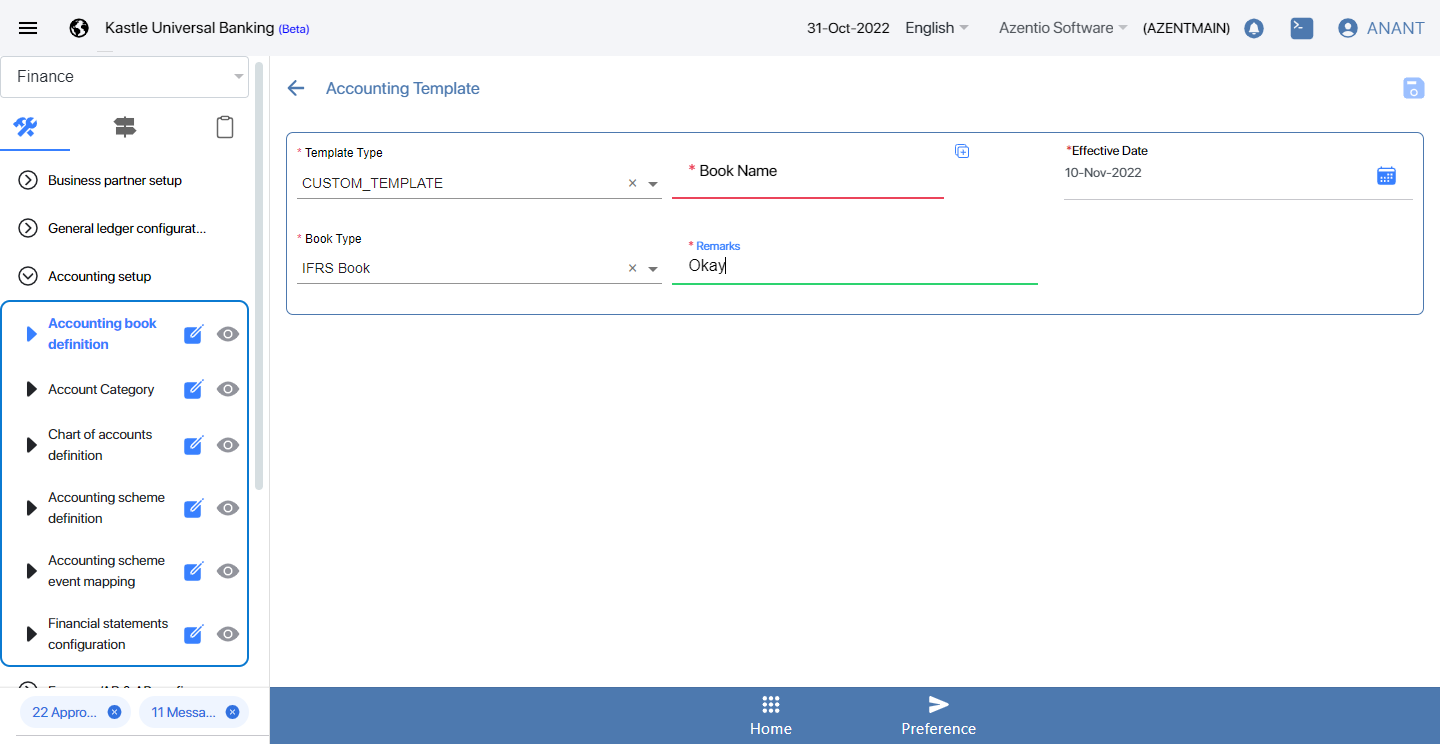 Kastle Universal Banking (Beta)
31-Oct-2022
English
Azentio Software
(AZENTMAIN)
ANANT
Finance
Business partner setup
General ledger configurat...
Accounting setup
Accounting book
definition
Account Category
Chart of accounts
definition
Accounting scheme
definition
Accounting scheme
event mapping
Financial statements
configuration
22 Appro...
11 Messa...
Accounting Template
* Template Type
CUSTOM_TEMPLATE
* Book Name
*Effective Date
10-Nov-2022
* Book Type
IFRS Book
* Remarks
Okay
Home
Preference